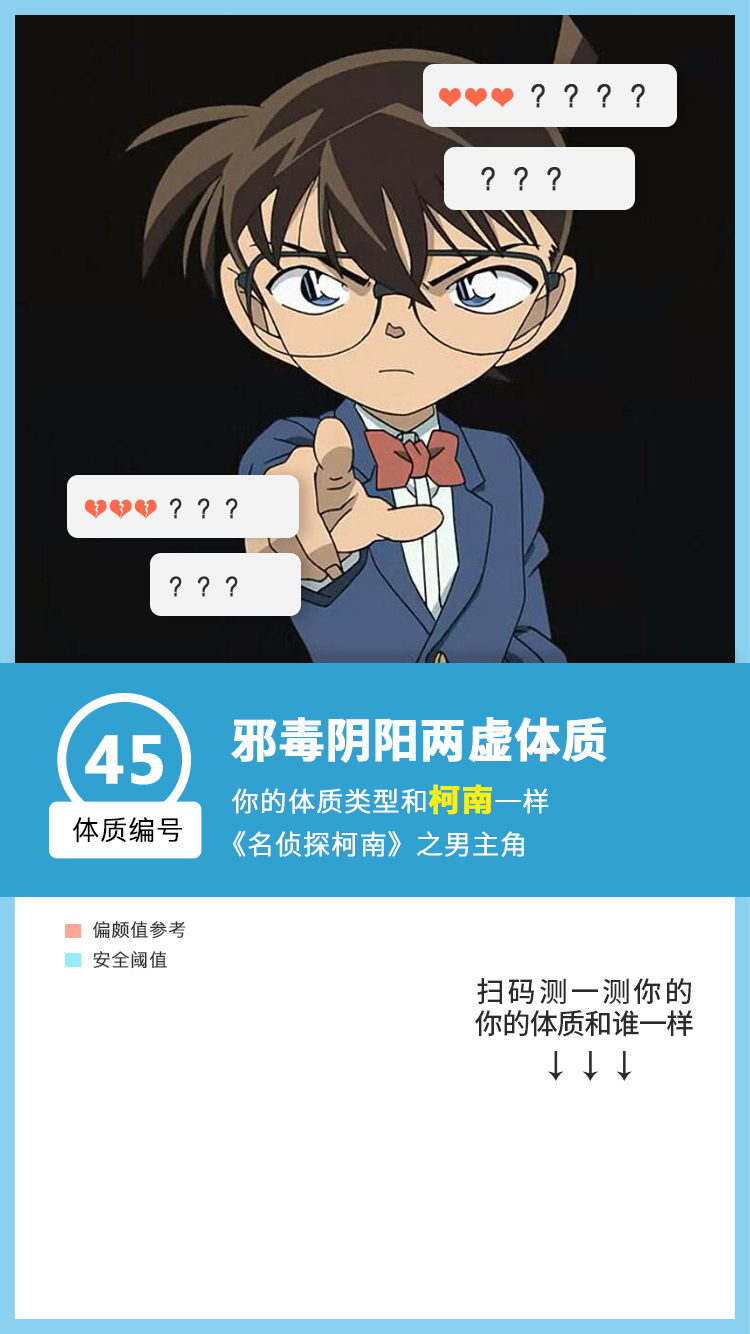 ❤❤❤ ? ? ? ?
? ? ?
💔💔💔 ? ? ?
? ? ?
45
体质编号
邪毒阴阳两虚体质
你的体质类型和柯南一样
《名侦探柯南》之男主角
偏颇值参考
安全阈值
扫码测一测你的
你的体质和谁一样
↓ ↓ ↓